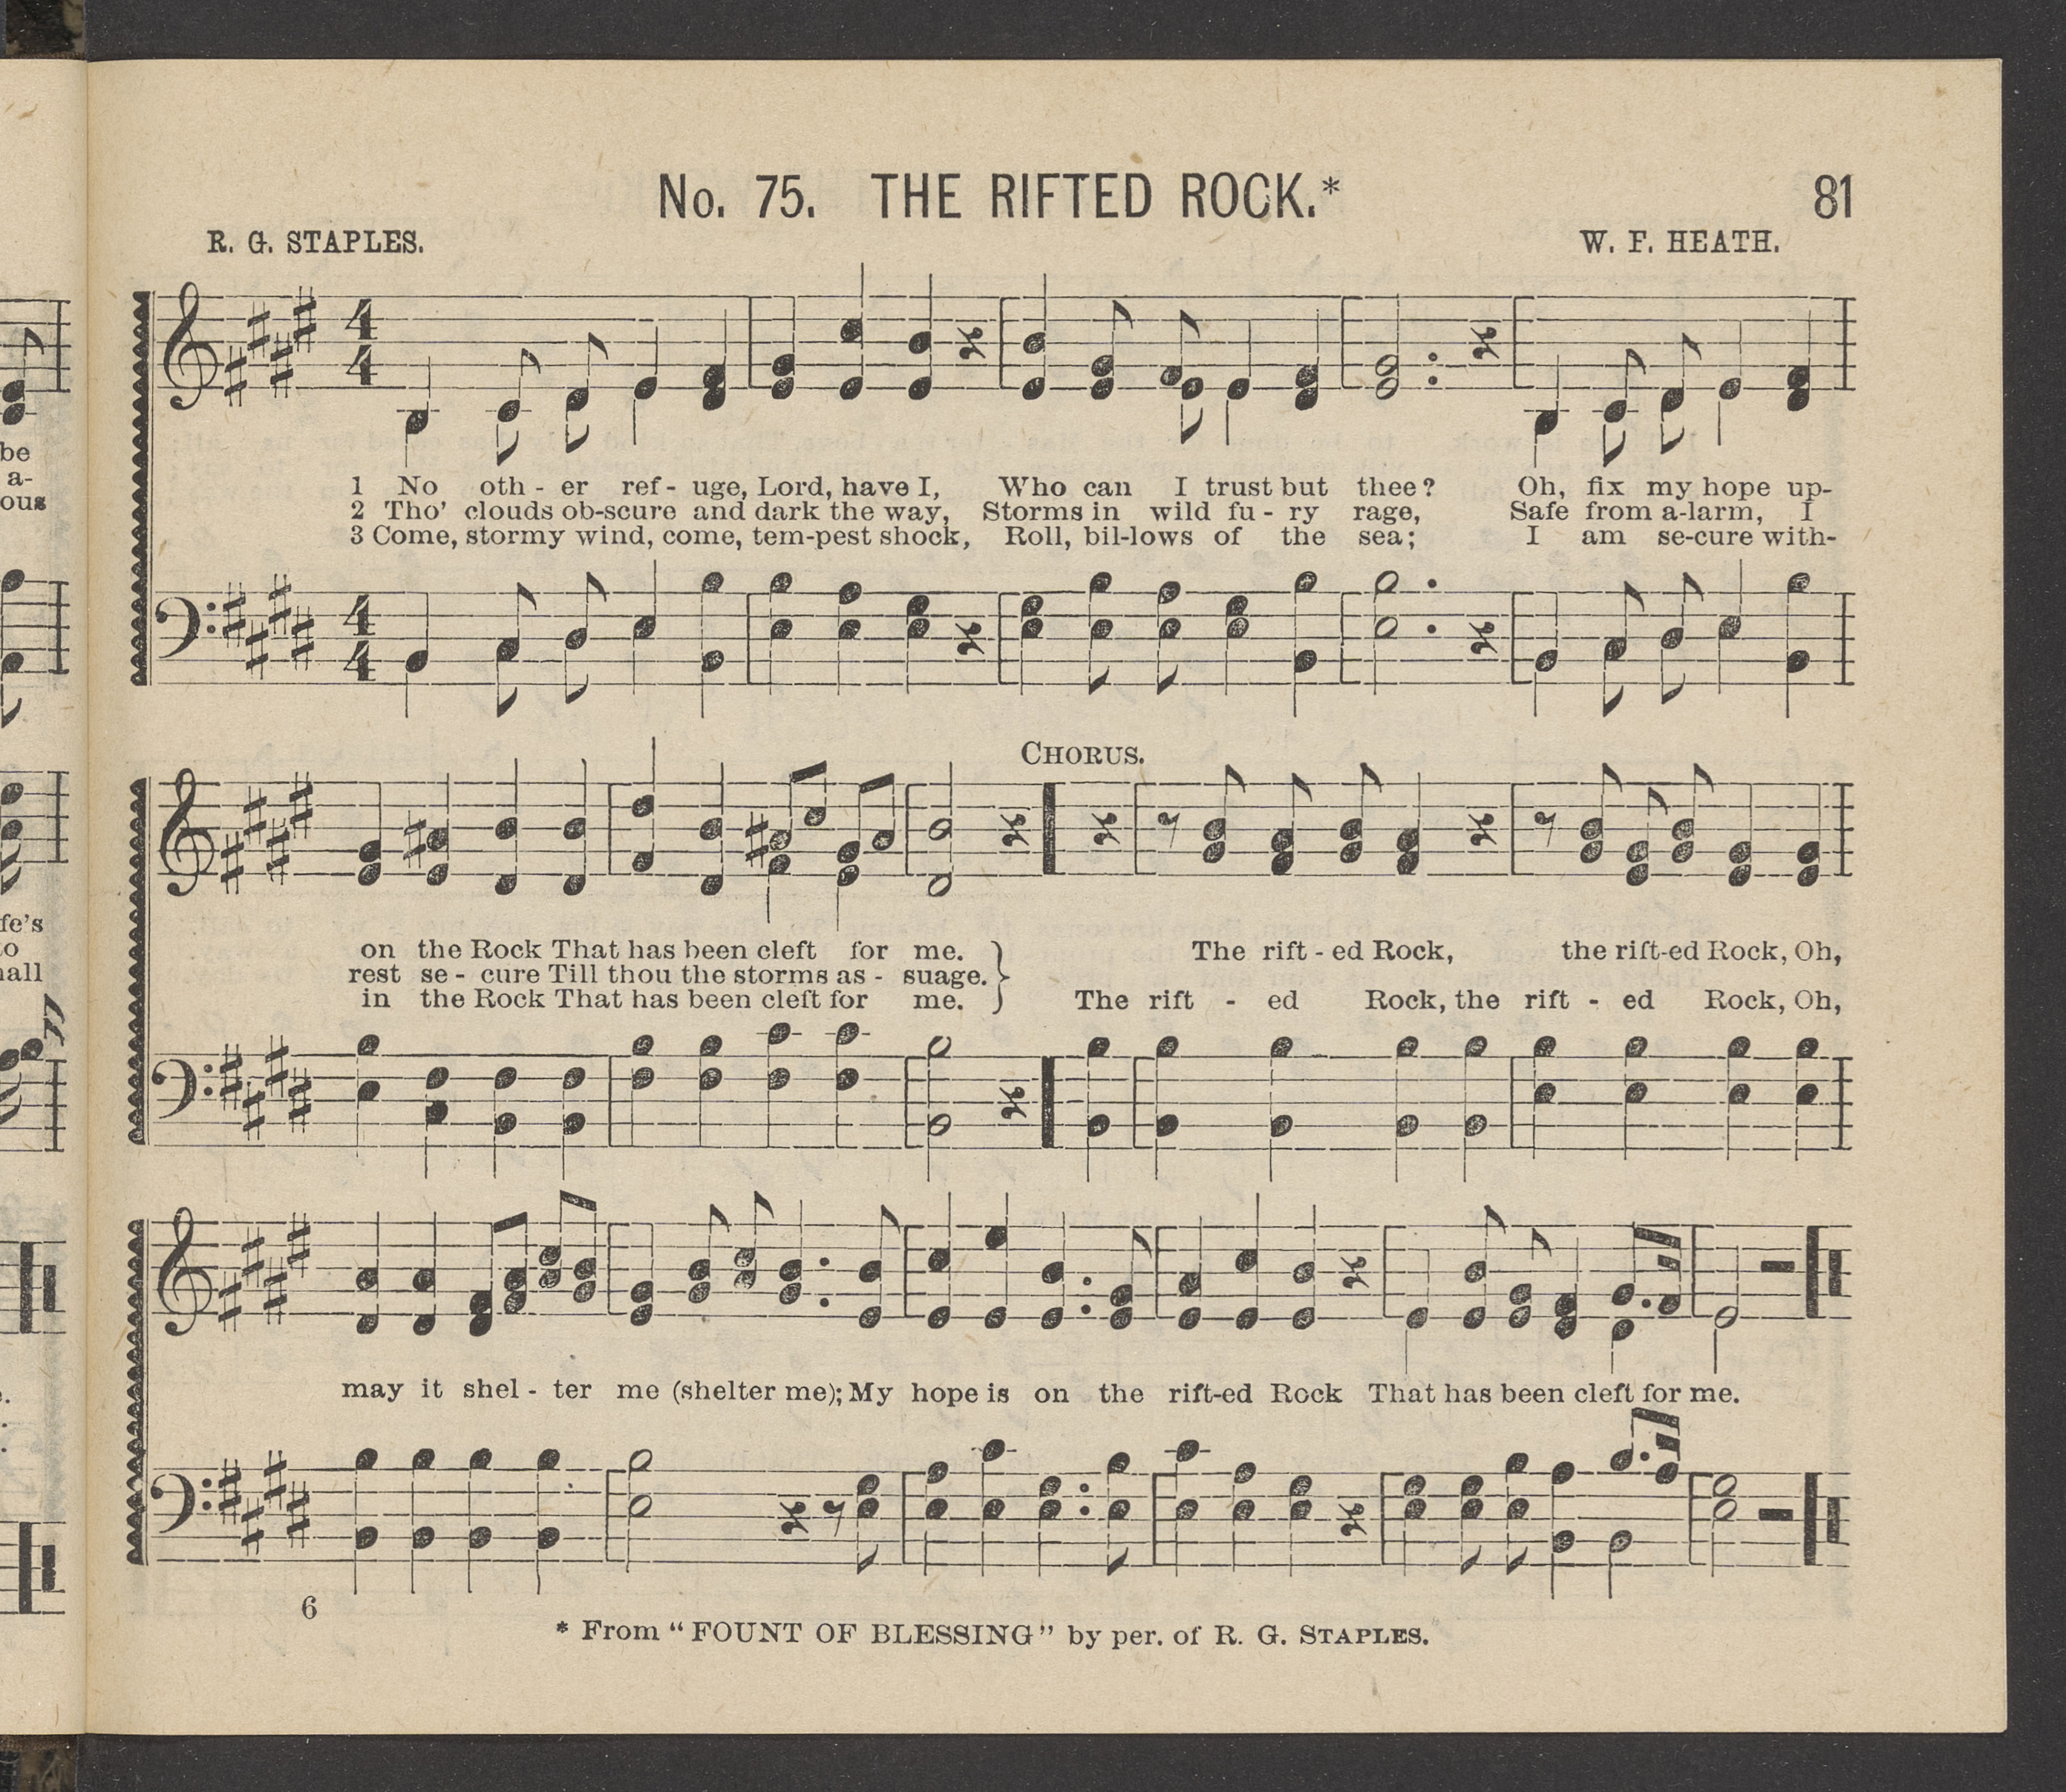 No. 75. THE RIFTED ROCK.* 81
R. G. STAPLES. W. F. HEATH.
be
a-
ous
1 No oth - er ref - uge, Lord, have I, Who can I trust but thee? Oh, fix my hope up-
2 Tho' clouds ob-scure and dark the way, Storms in wild fu - ry rage, Safe from a-larm, I
3 Come, stormy wind, come, tem-pest shock, Roll, bil-lows of the sea; I am se-cure with-
CHORUS.
fe's
to
hall
on the Rock That has been cleft for me. } The rift - ed Rock, the rift-ed Rock, Oh,
rest se - cure Till thou the storms as - suage.
in the Rock That has been cleft for me. The rift - ed Rock, the rift - ed Rock, Oh,
may it shel - ter me (shelter me); My hope is on the rift-ed Rock That has been cleft for me.
6
* From "FOUNT OF BLESSING" by per. of R. G. STAPLES.